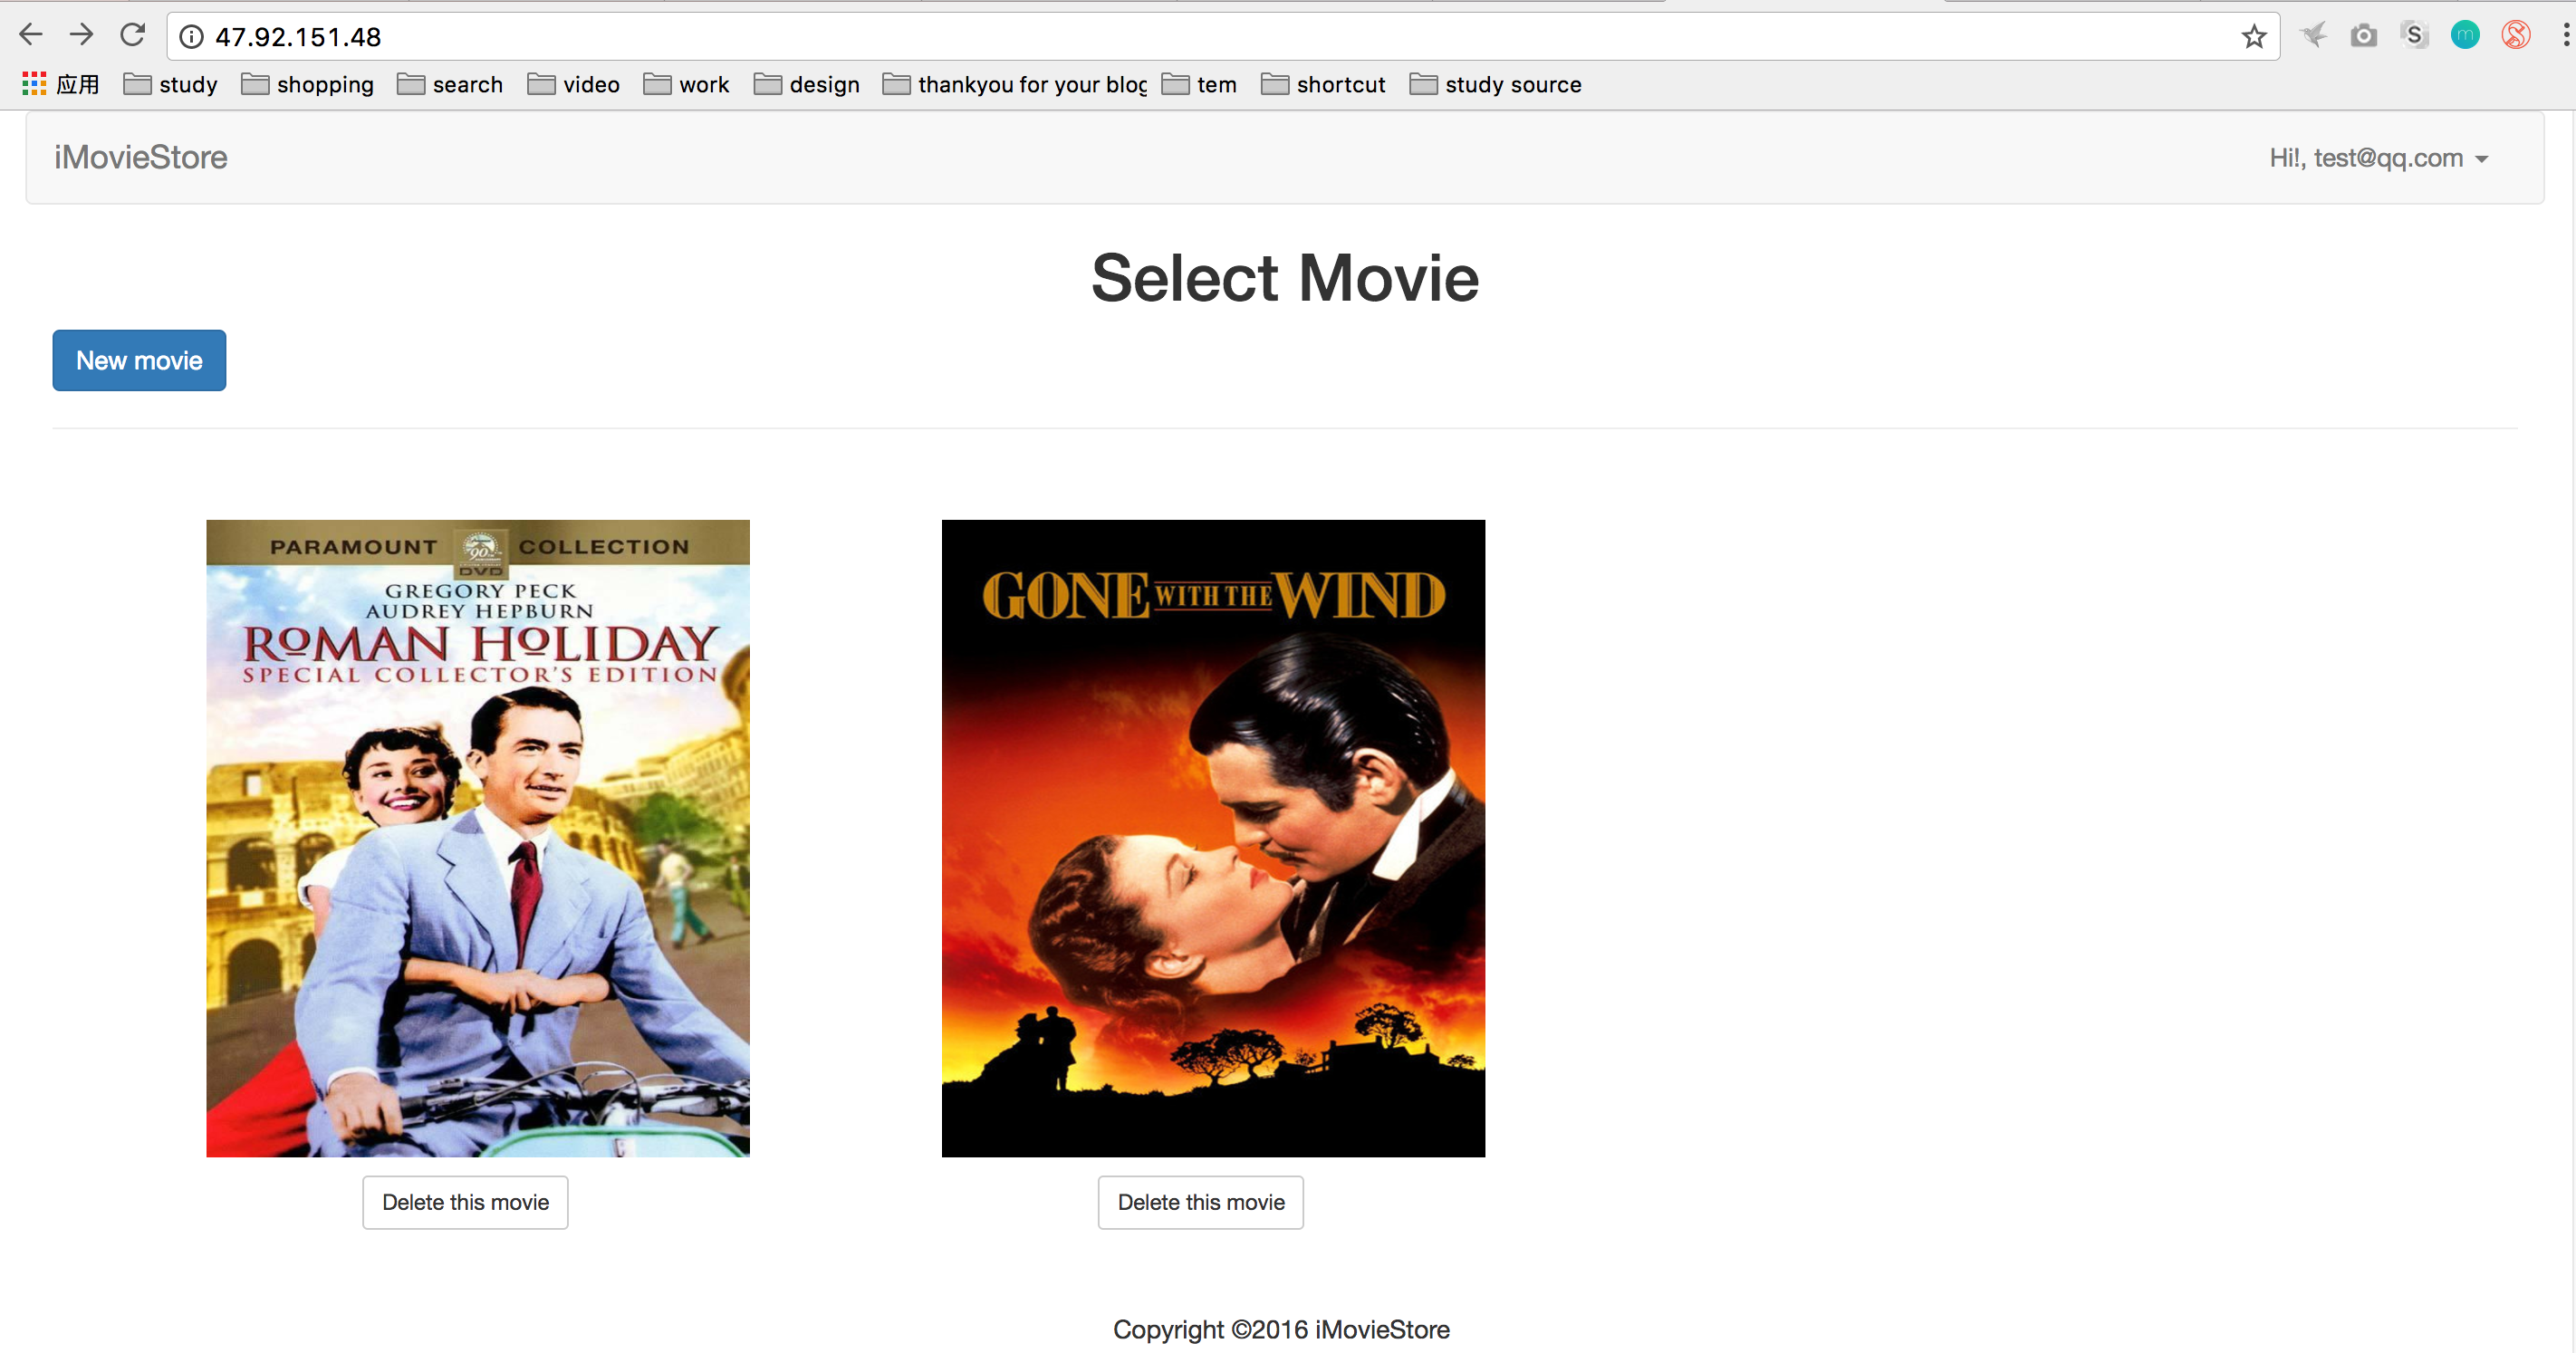 47.92.151.48
应用 study shopping search video work design thankyou for your blog tem shortcut study source
iMovieStore
Hi!, test@qq.com
Select Movie
New movie
PARAMOUNT 90 COLLECTION
DVD
GREGORY PECK
AUDREY HEPBURN
ROMAN HOLIDAY
SPECIAL COLLECTOR'S EDITION
GONE WITH THE WIND
Delete this movie
Delete this movie
Copyright ©2016 iMovieStore